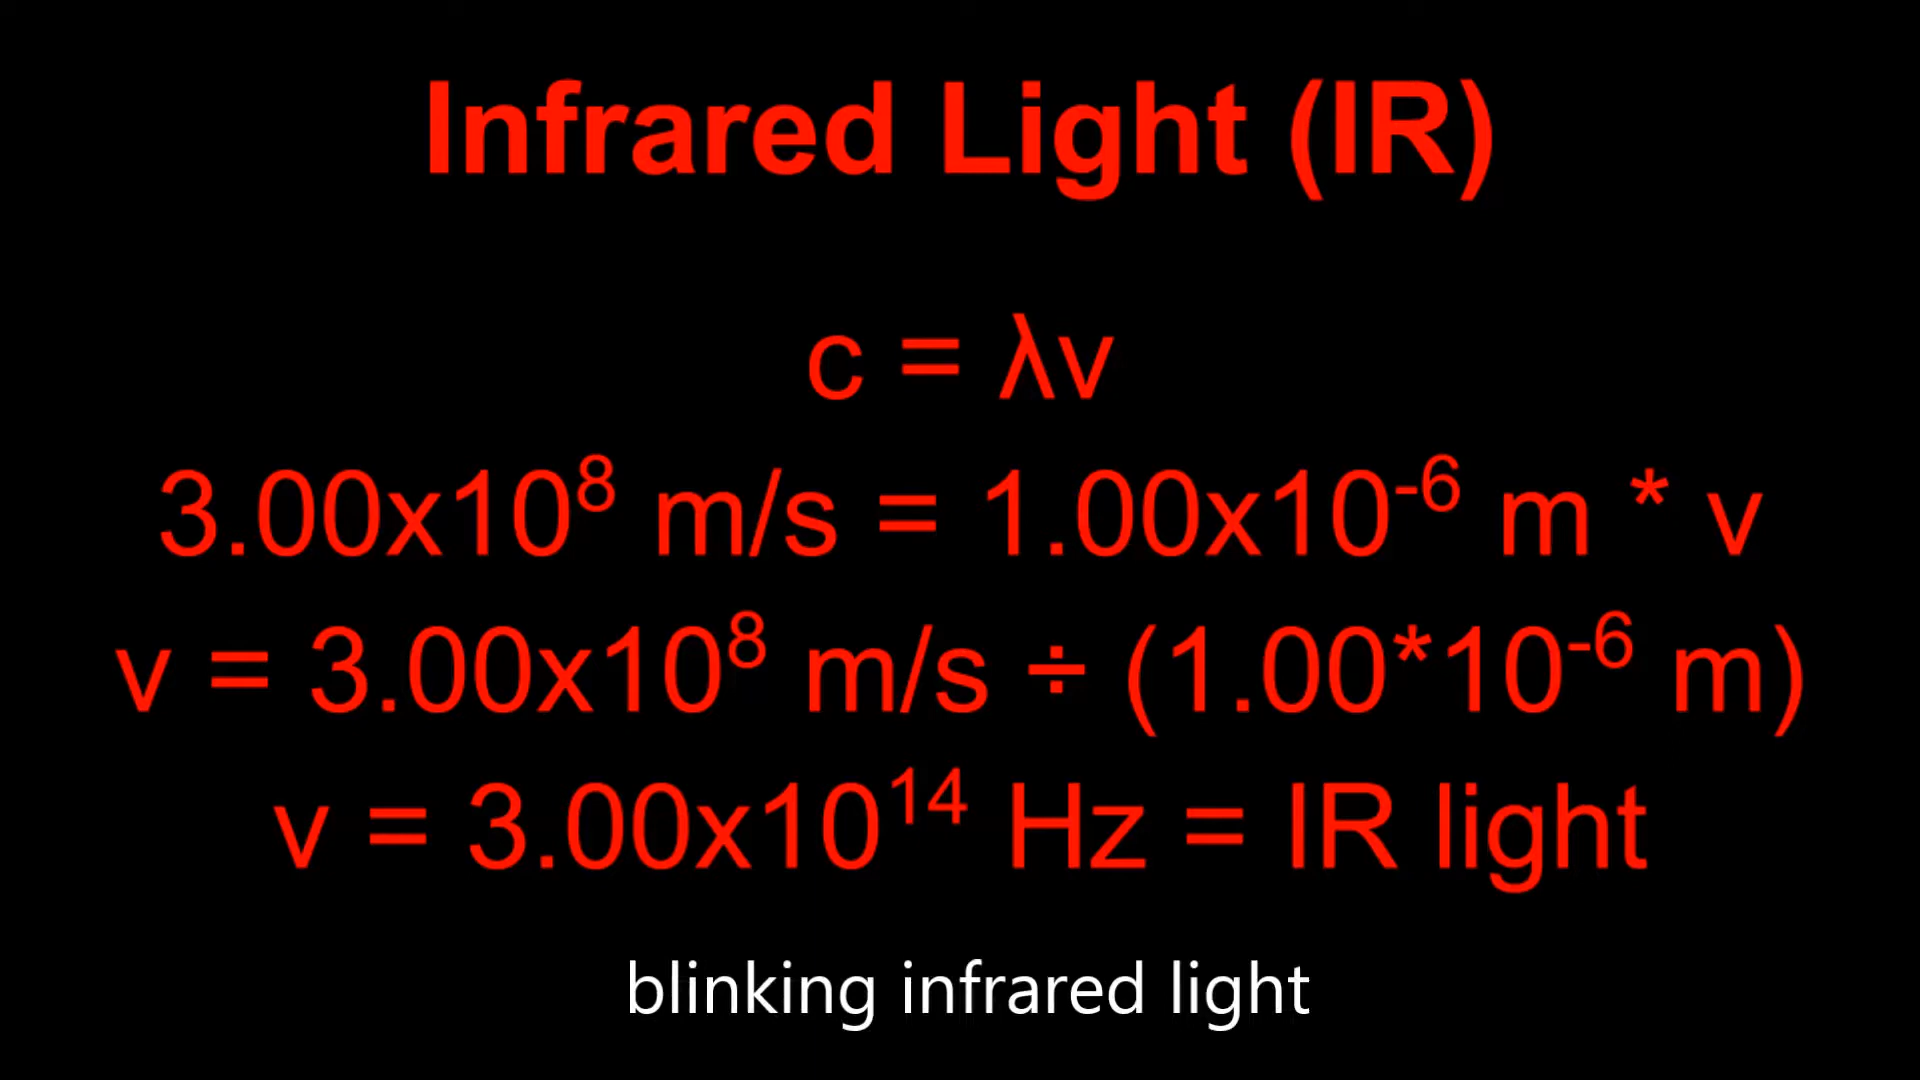 Infrared Light (IR)
c = λv
3.00x10⁸ m/s = 1.00x10⁻⁶ m * v
v = 3.00x10⁸ m/s ÷ (1.00*10⁻⁶ m)
v = 3.00x10¹⁴ Hz = IR light
blinking infrared light